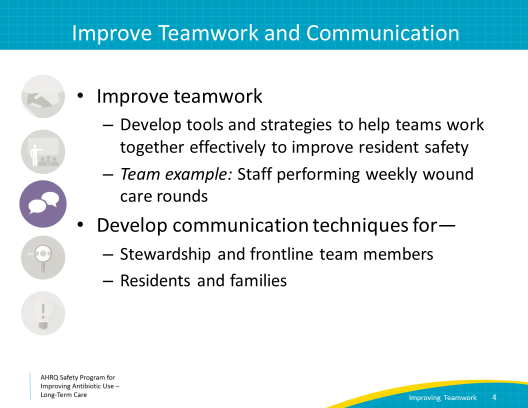 Improve Teamwork and Communication
• Improve teamwork
– Develop tools and strategies to help teams work
together effectively to improve resident safety
– Team example: Staff performing weekly wound
care rounds
• Develop communication techniques for—
– Stewardship and frontline team members
– Residents and families
AHRQ Safety Program for
Improving Antibiotic Use –
Long-Term Care
Improving Teamwork 4